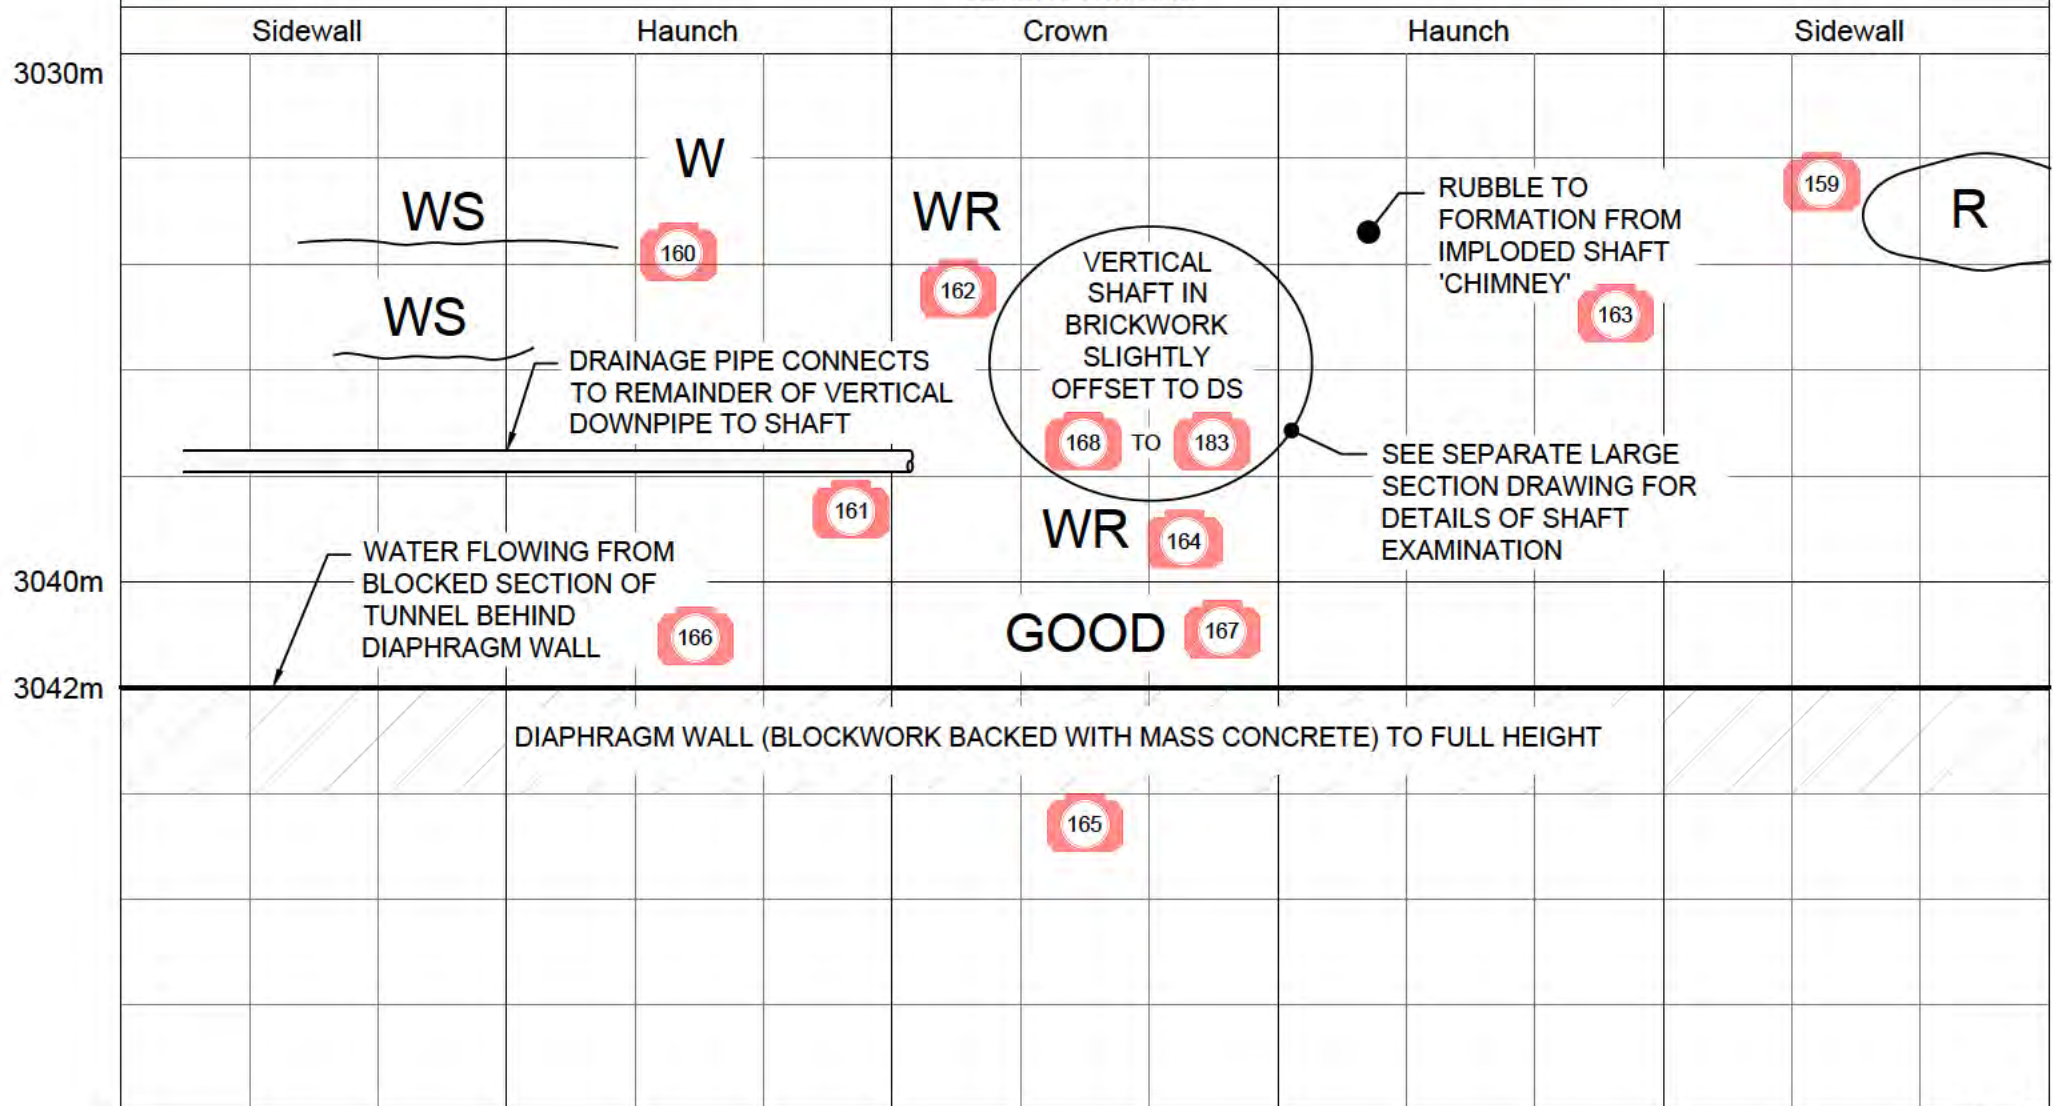 Sidewall Haunch Crown Haunch Sidewall
3030m
W
WS
WR
160
162
WS
VERTICAL
SHAFT IN
BRICKWORK
SLIGHTLY
OFFSET TO DS
168 TO 183
RUBBLE TO
FORMATION FROM
IMPLODED SHAFT
'CHIMNEY'
163
159
R
DRAINAGE PIPE CONNECTS
TO REMAINDER OF VERTICAL
DOWNPIPE TO SHAFT
161
SEE SEPARATE LARGE
SECTION DRAWING FOR
DETAILS OF SHAFT
EXAMINATION
WR 164
WATER FLOWING FROM
BLOCKED SECTION OF
TUNNEL BEHIND
DIAPHRAGM WALL
3040m
166
GOOD 167
3042m
DIAPHRAGM WALL (BLOCKWORK BACKED WITH MASS CONCRETE) TO FULL HEIGHT
165